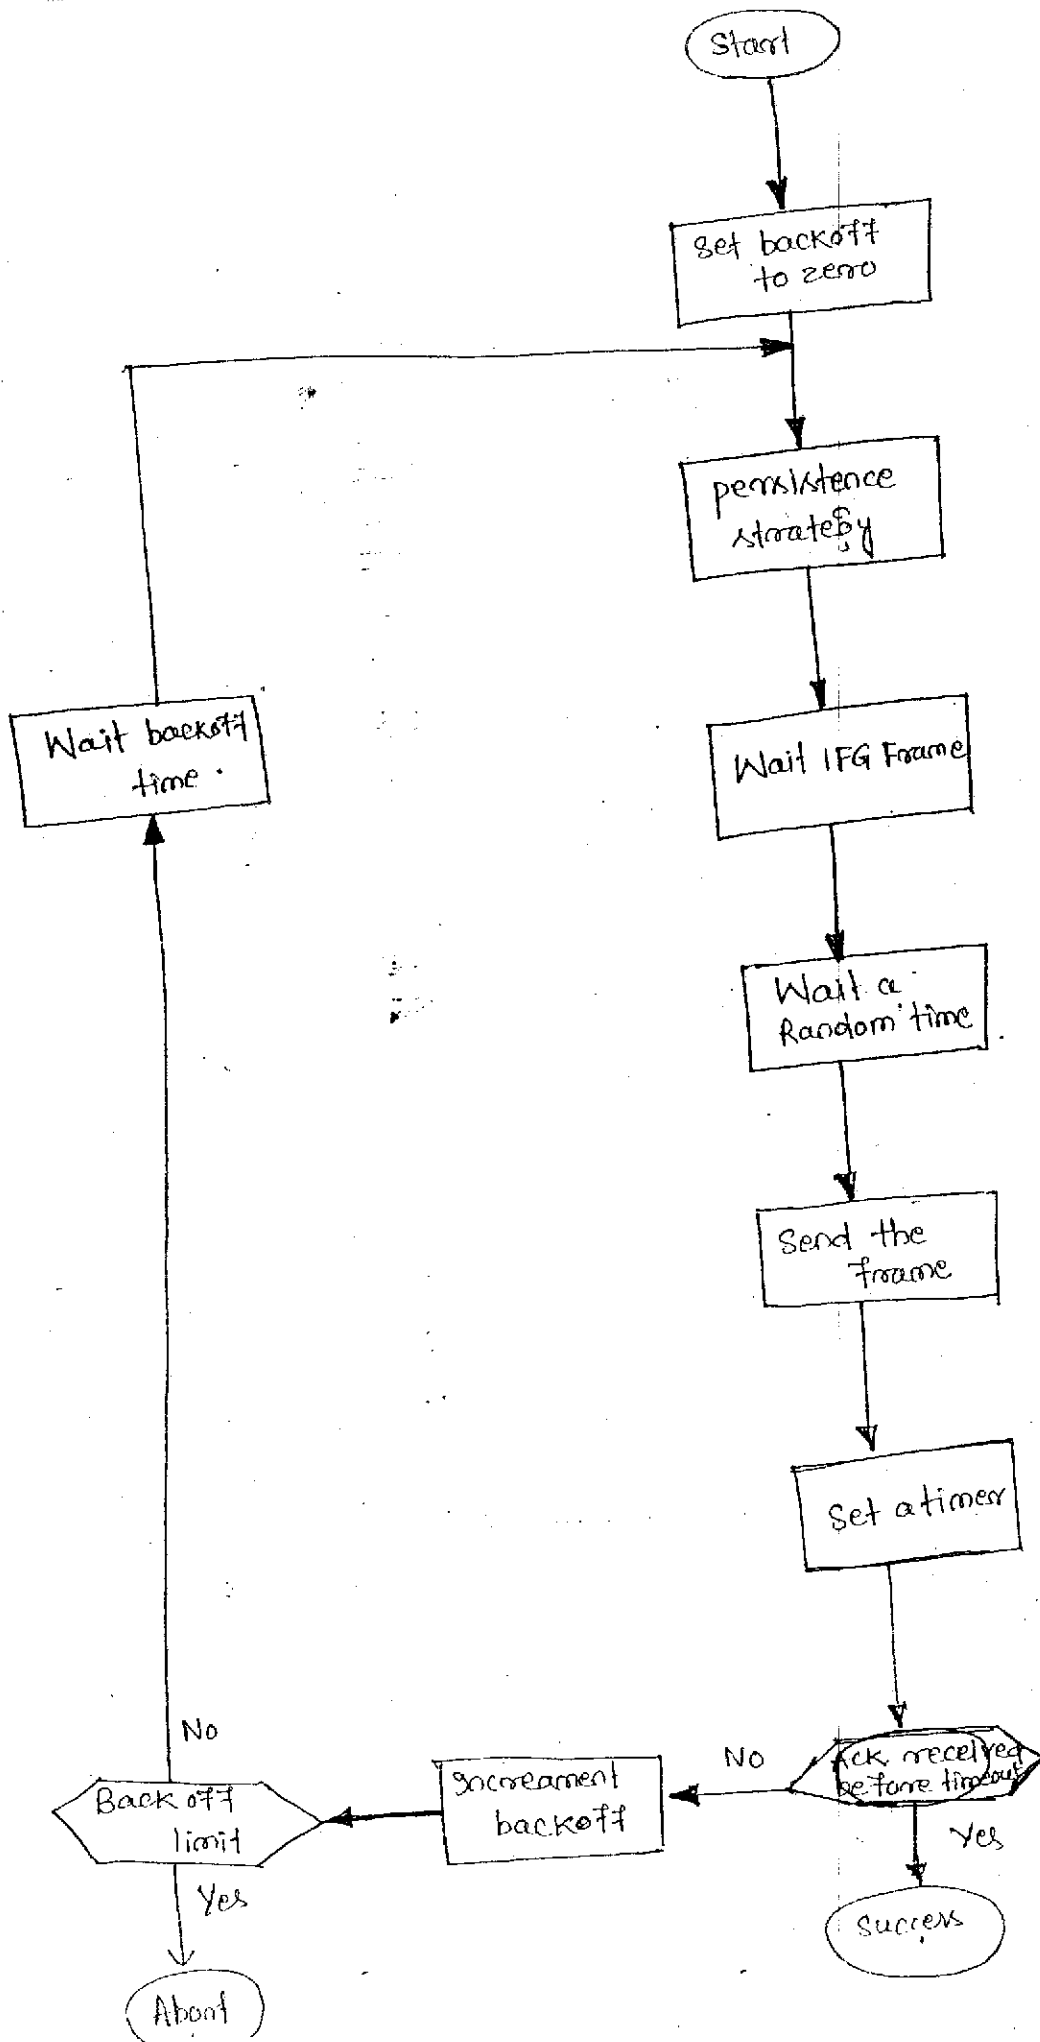 Start
Set backoff
to zero
persistence
strategy
Wait backoff
time.
Wait IFG Frame
Wait a
Random time
Send the
Frame
Set a timer
No
NO
Ack received
before timeout
Increament
backoff
Back off
limit
Yes
Yes
Success
Abort